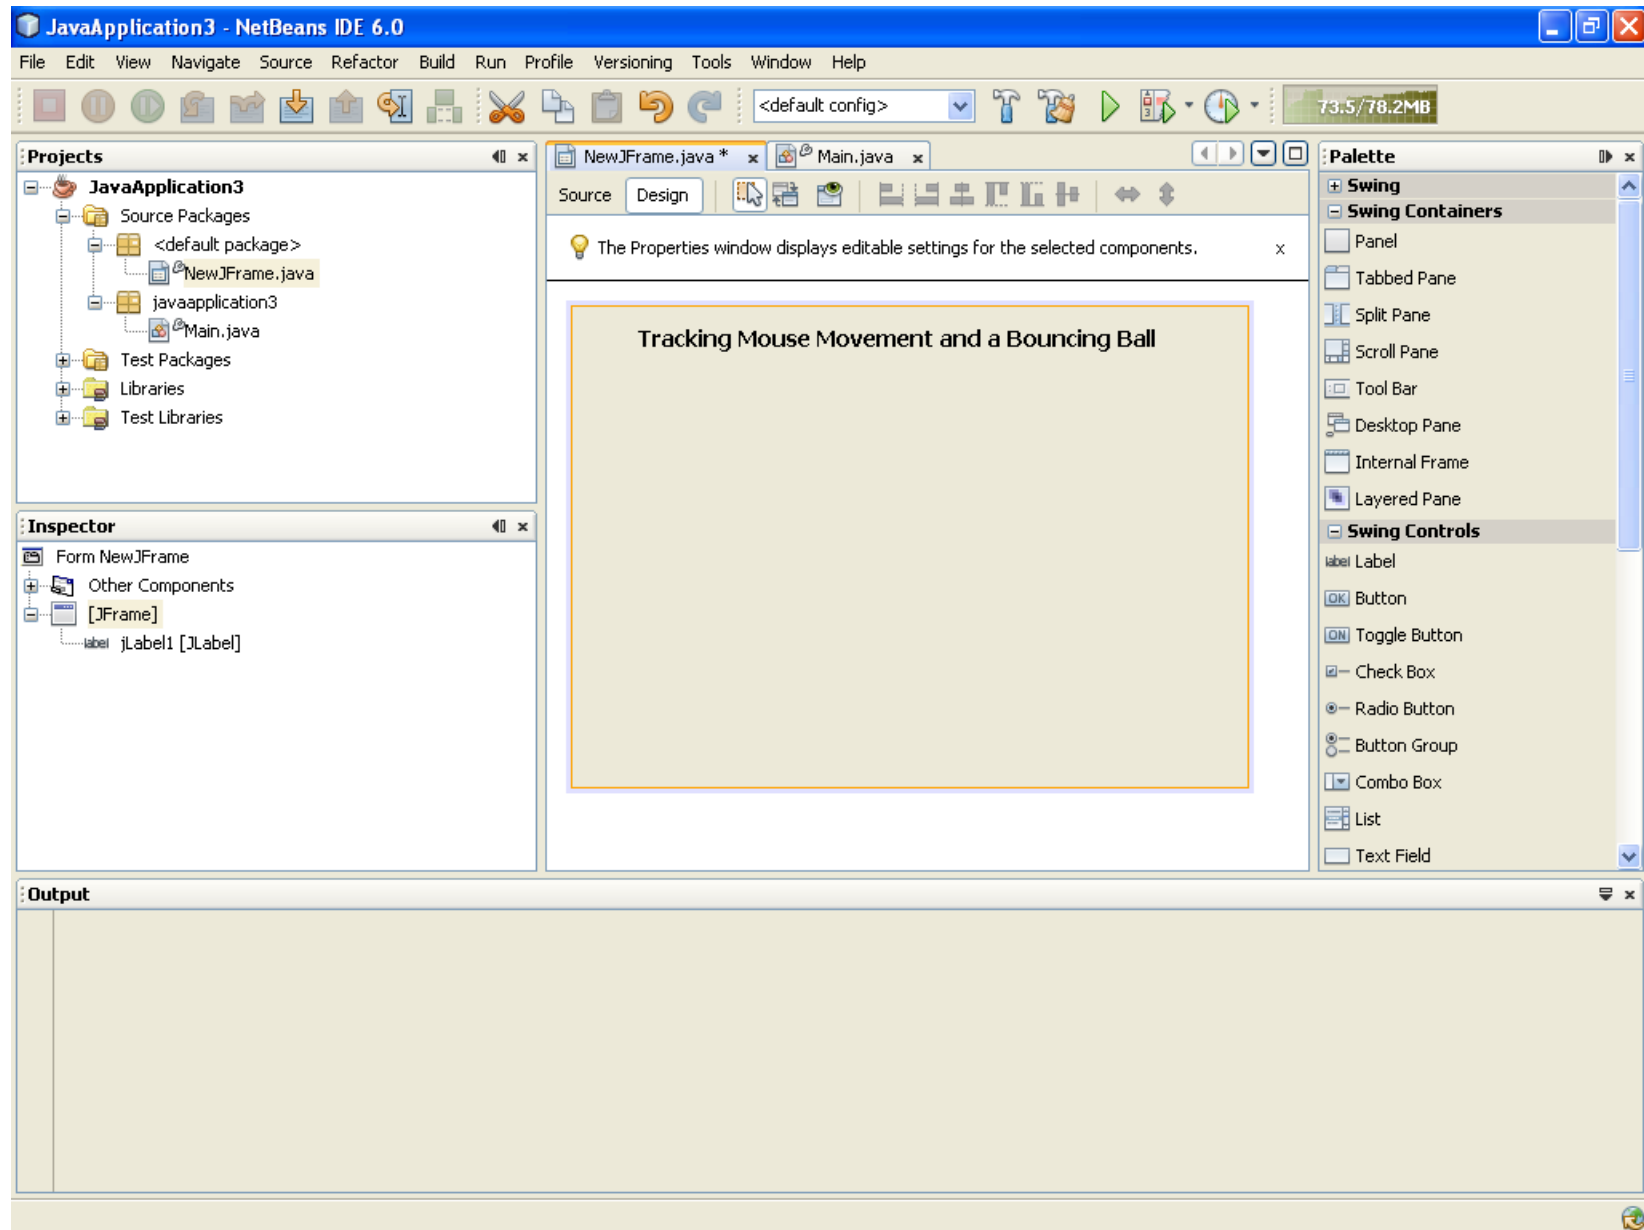 JavaApplication3 - NetBeans IDE 6.0
File Edit View Navigate Source Refactor Build Run Profile Versioning Tools Window Help
<default config>
73.5/78.2MB
Projects
JavaApplication3
Source Packages
<default package>
NewJFrame.java
javaapplication3
Main.java
Test Packages
Libraries
Test Libraries
Inspector
Form NewJFrame
Other Components
[JFrame]
label jLabel1 [JLabel]
NewJFrame.java * x Main.java x
Source Design
The Properties window displays editable settings for the selected components. x
Tracking Mouse Movement and a Bouncing Ball
Palette
Swing
Swing Containers
Panel
Tabbed Pane
Split Pane
Scroll Pane
Tool Bar
Desktop Pane
Internal Frame
Layered Pane
Swing Controls
label Label
OK Button
ON Toggle Button
Check Box
Radio Button
Button Group
Combo Box
List
Text Field
Output